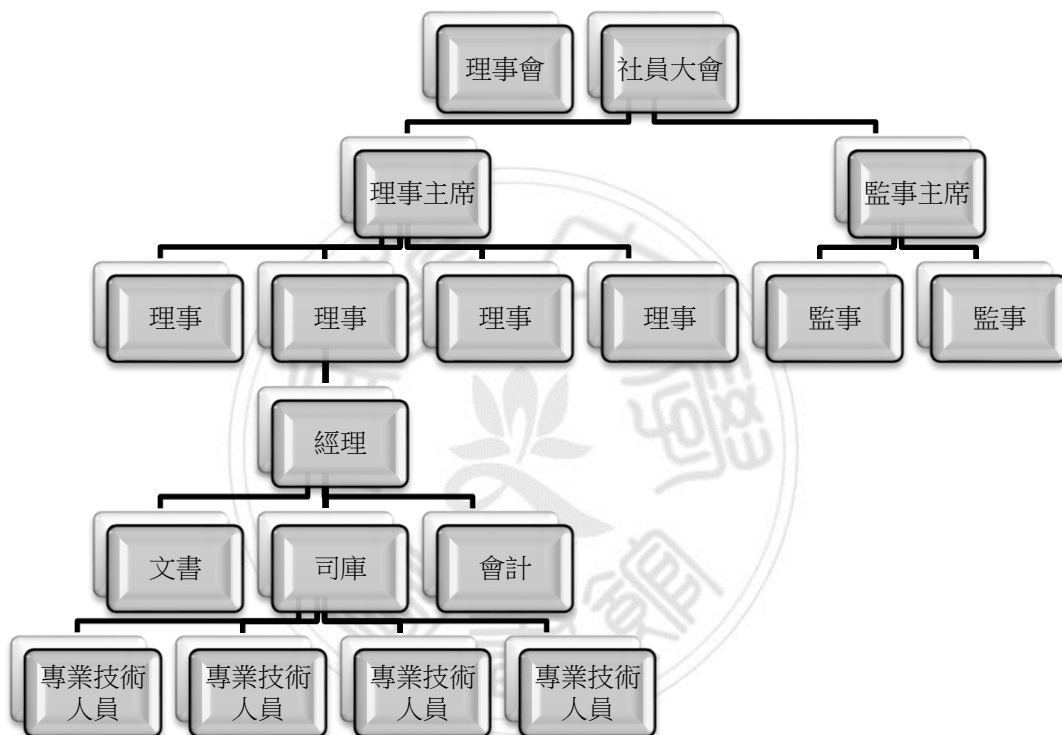 理事會
社員大會
理事主席
監事主席
理事
理事
理事
理事
監事
監事
經理
文書
司庫
會計
專業技術
人員
專業技術
人員
專業技術
人員
專業技術
人員